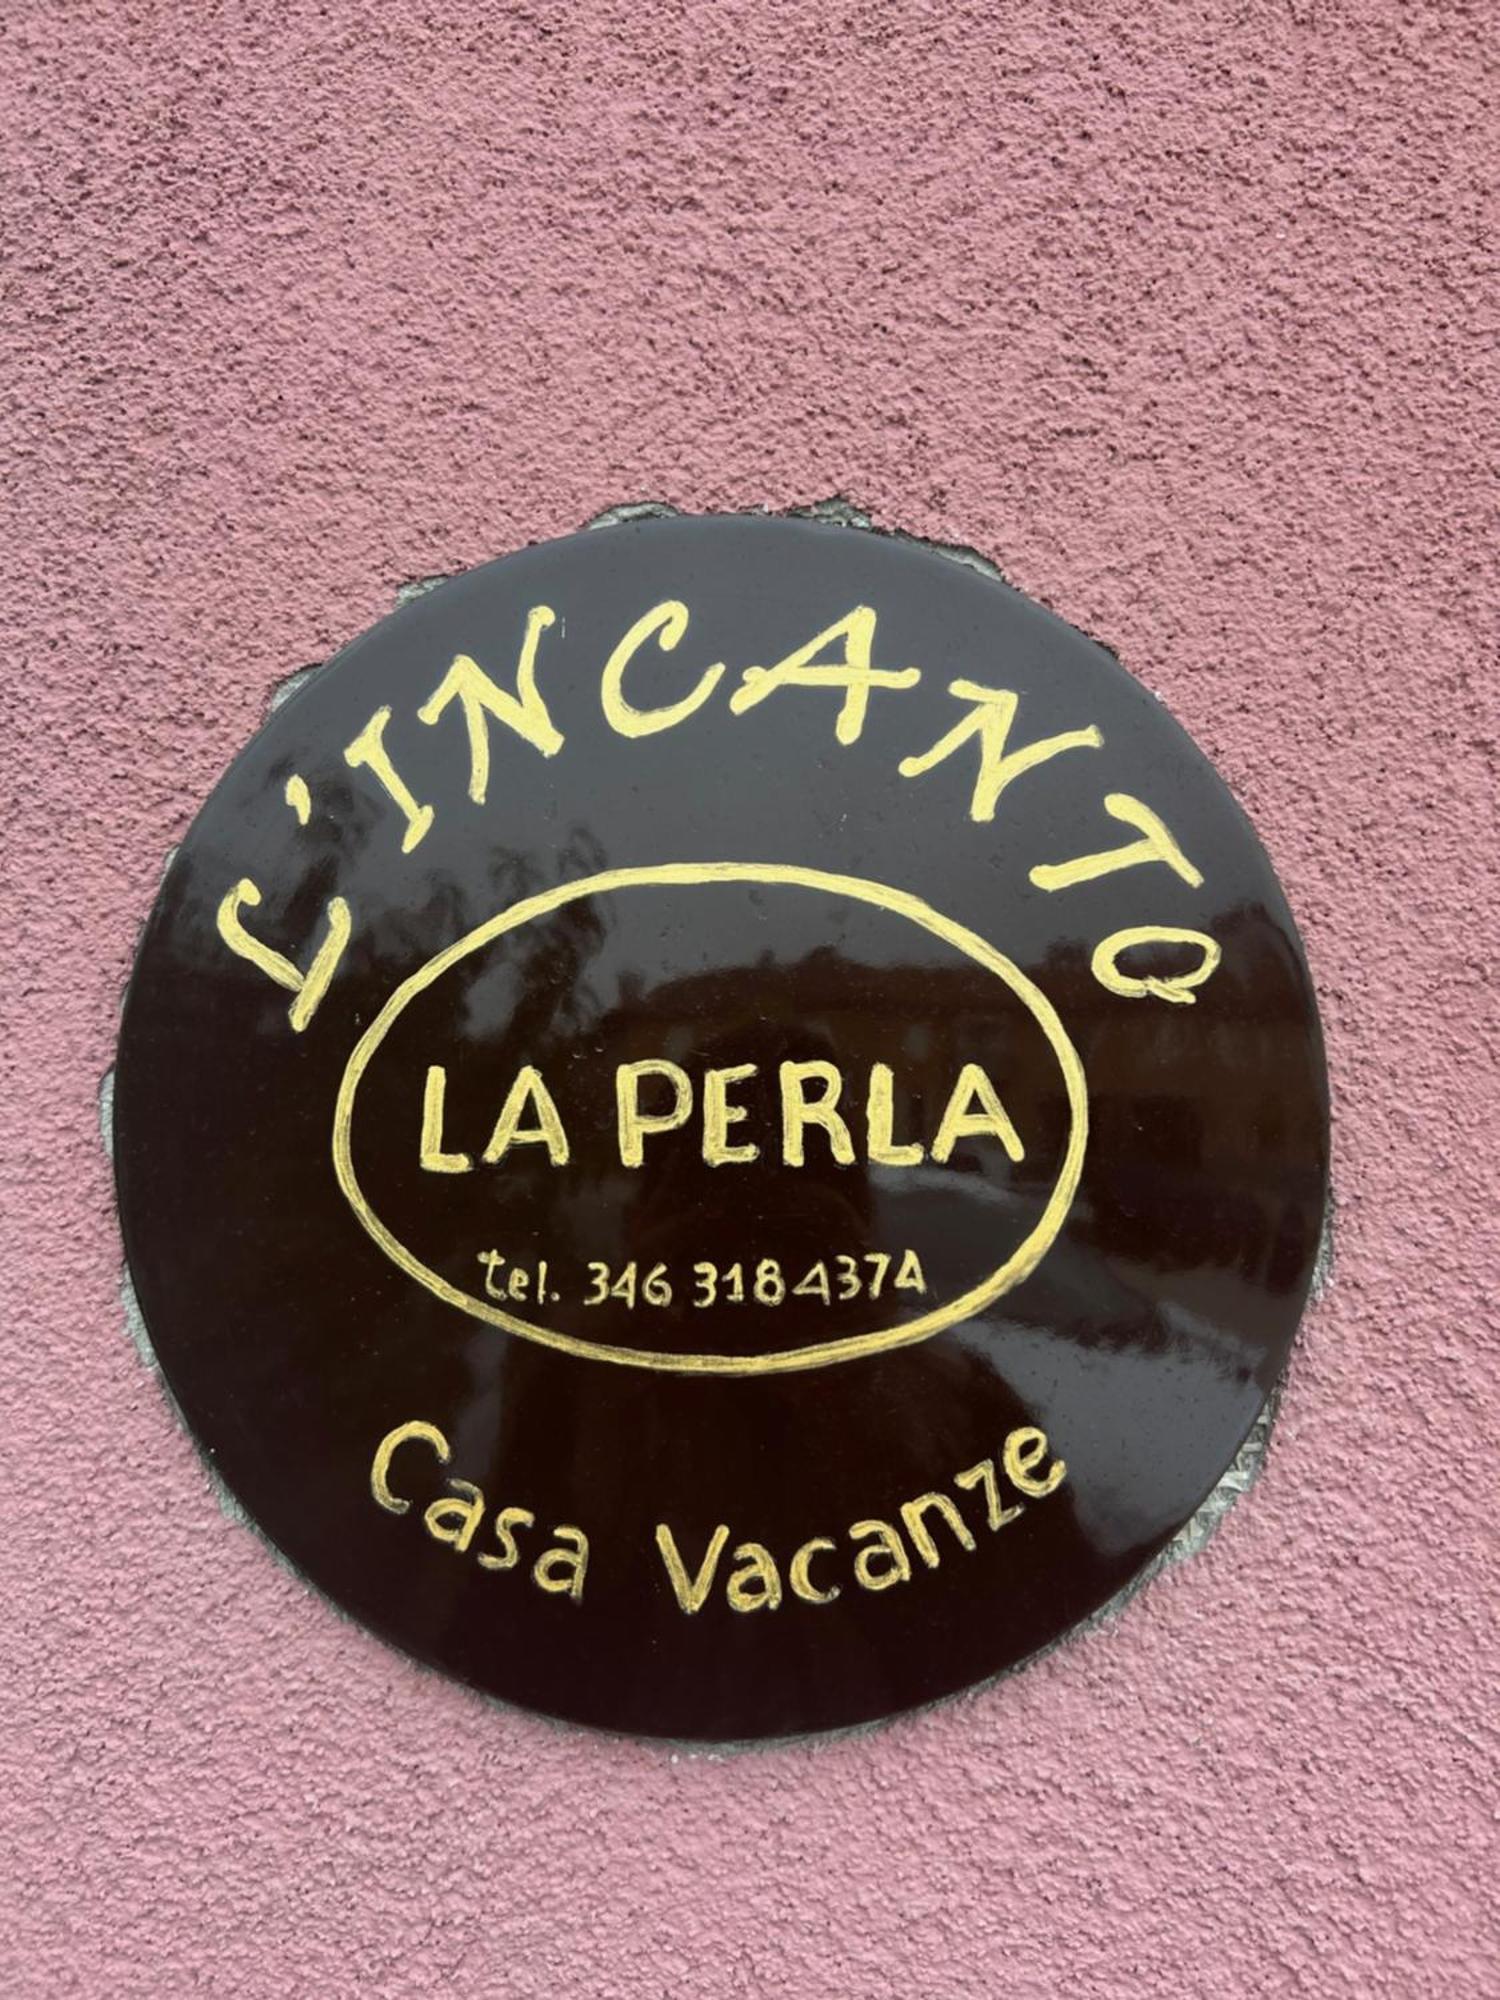 L'INCANTO
LA PERLA
tel. 346 3184374
Casa Vacanze